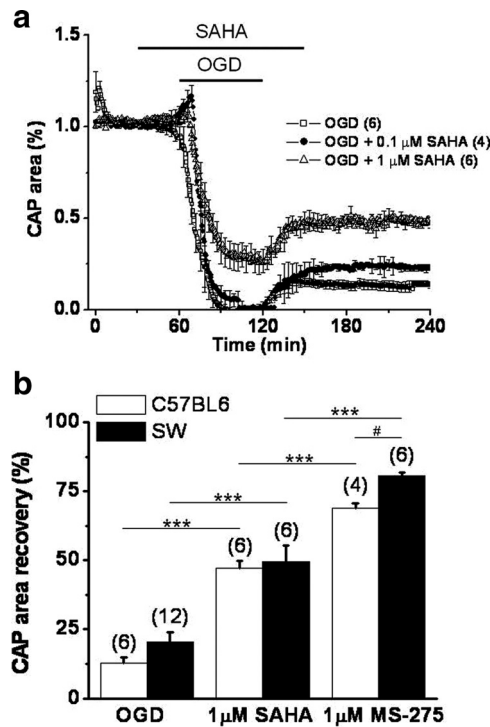 a
SAHA
OGD
1.5
1.0
0.5
0.0
CAP area (%)
OGD (6)
OGD + 0.1 µM SAHA (4)
OGD + 1 µM SAHA (6)
0 60 120 180 240
Time (min)
b
C57BL6
SW
100
75
50
25
0
CAP area recovery (%)
***
#
***
(6)
(4)
***
***
(6)
(6)
(12)
(6)
OGD 1µM SAHA 1µM MS-275